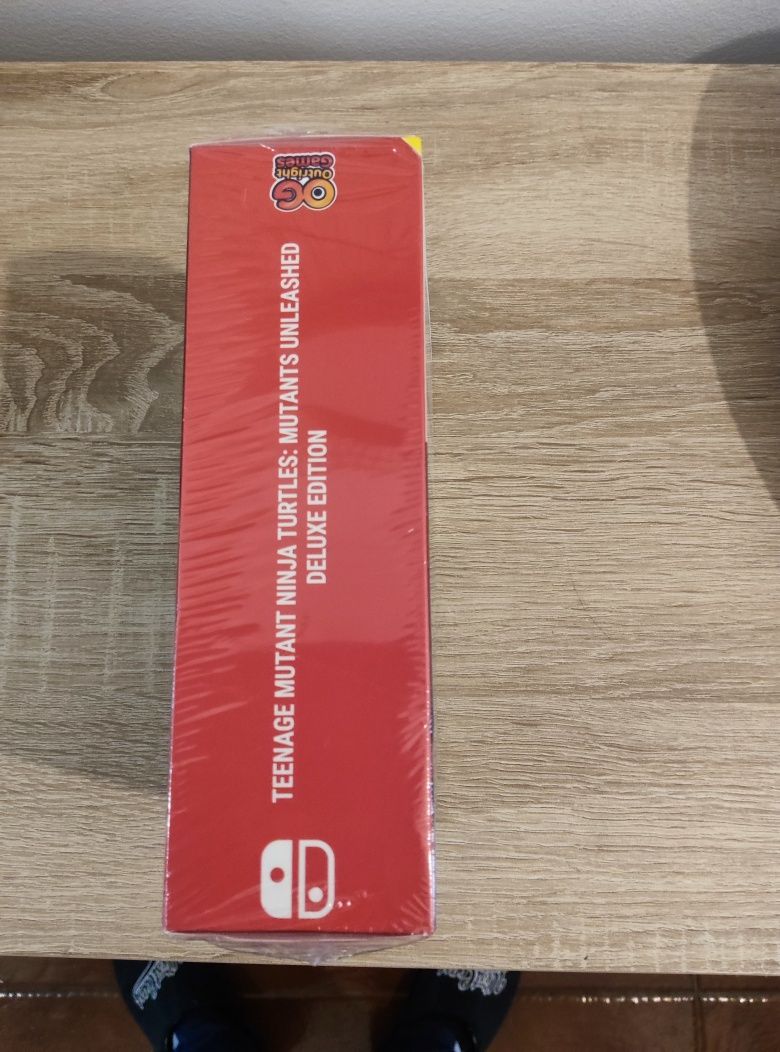 TEENAGE MUTANT NINJA TURTLES: MUTANTS UNLEASHED
DELUXE EDITION
OG
Outright
Games